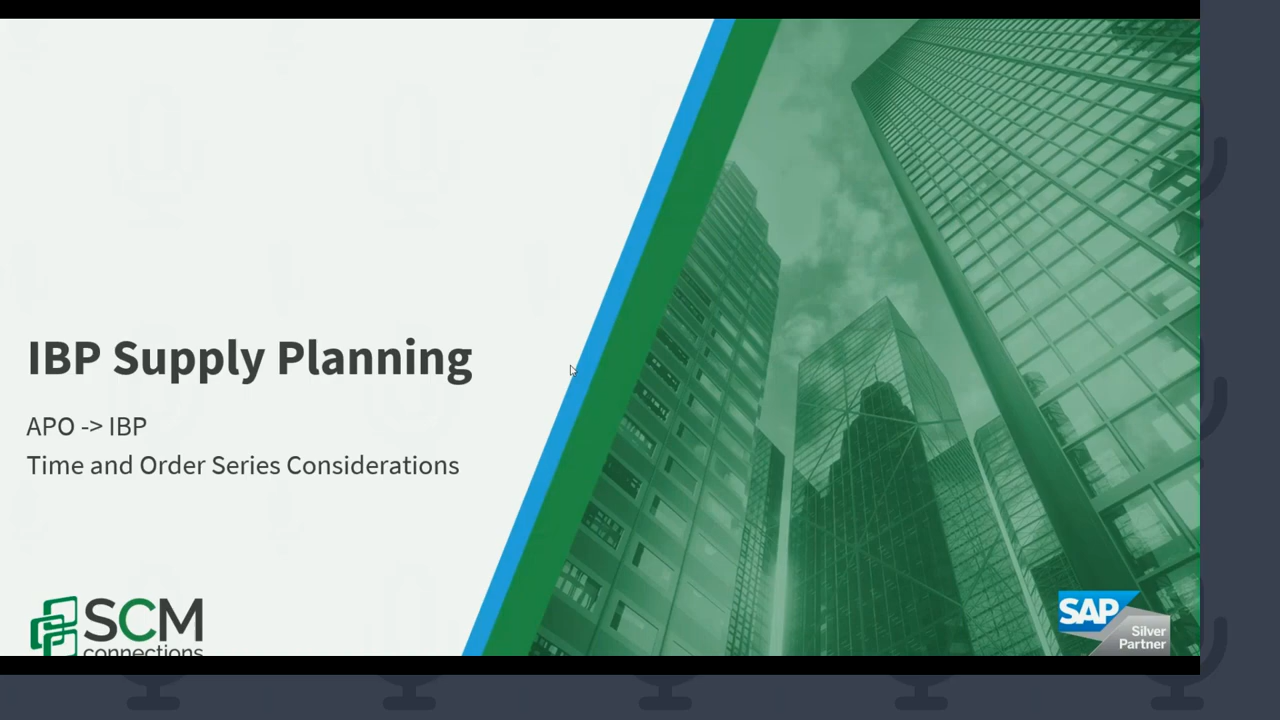 IBP Supply Planning
APO -> IBP
Time and Order Series Considerations
SCM
connections
SAP
Silver
Partner